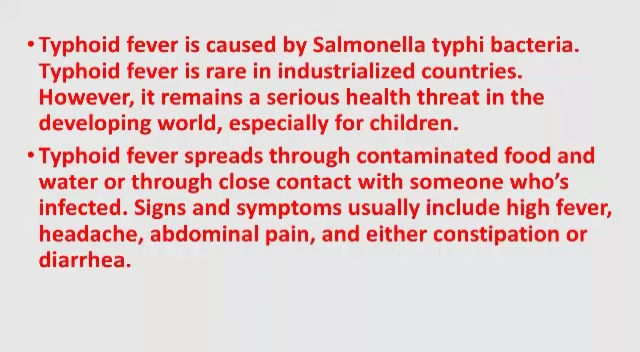 • Typhoid fever is caused by Salmonella typhi bacteria.
Typhoid fever is rare in industrialized countries.
However, it remains a serious health threat in the
developing world, especially for children.
• Typhoid fever spreads through contaminated food and
water or through close contact with someone who's
infected. Signs and symptoms usually include high fever,
headache, abdominal pain, and either constipation or
diarrhea.